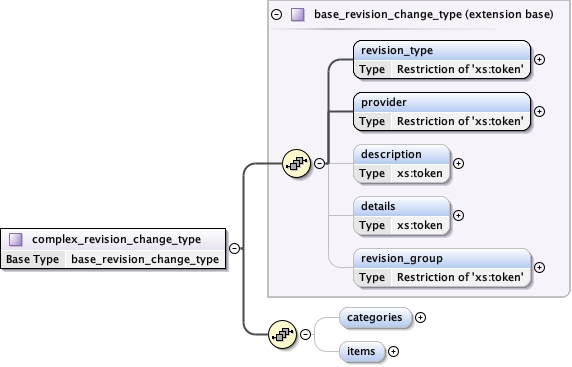 base_revision_change_type (extension base)
revision_type
Type Restriction of 'xs:token'
provider
Type Restriction of 'xs:token'
description
Type xs:token
details
Type xs:token
complex_revision_change_type
Base Type base_revision_change_type
revision_group
Type Restriction of 'xs:token'
categories
items